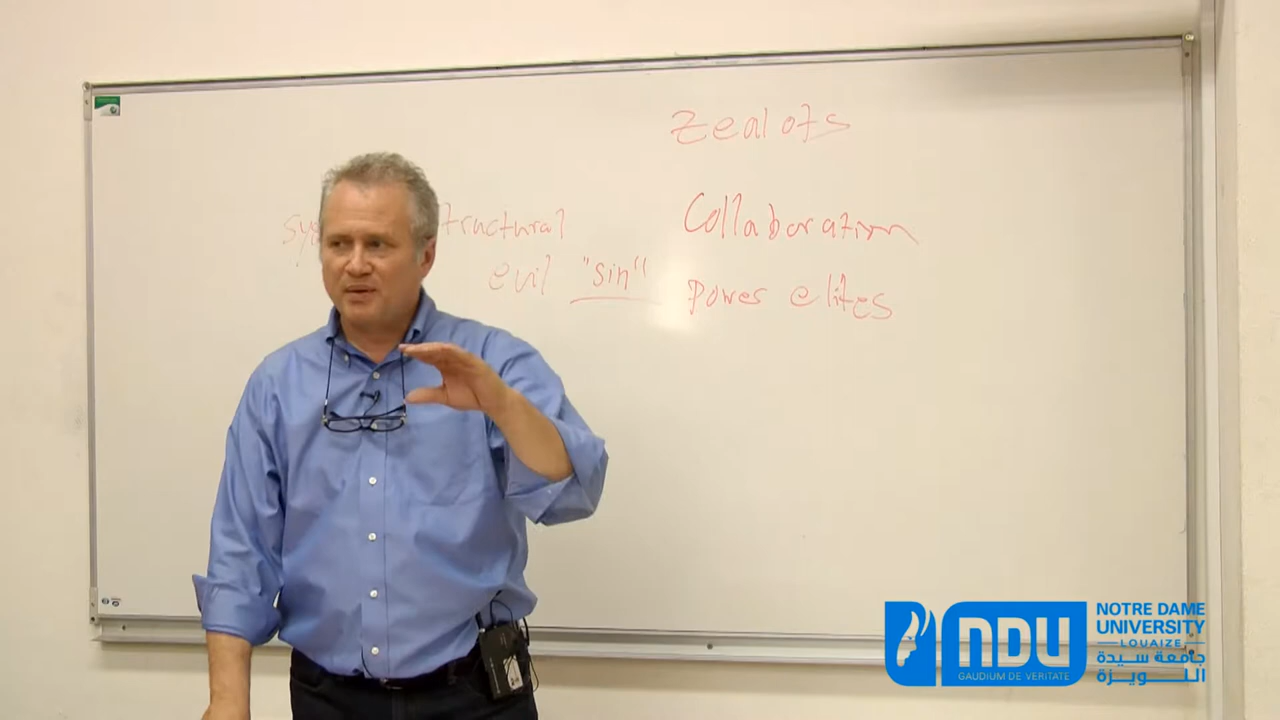 Zealots
structural
Collaboration
evil "sin"
power elites
NDU
GAUDIUM DE VERITATE
NOTRE DAME
UNIVERSITY
LOUAIZE
جامعة سيدة
اللويزة